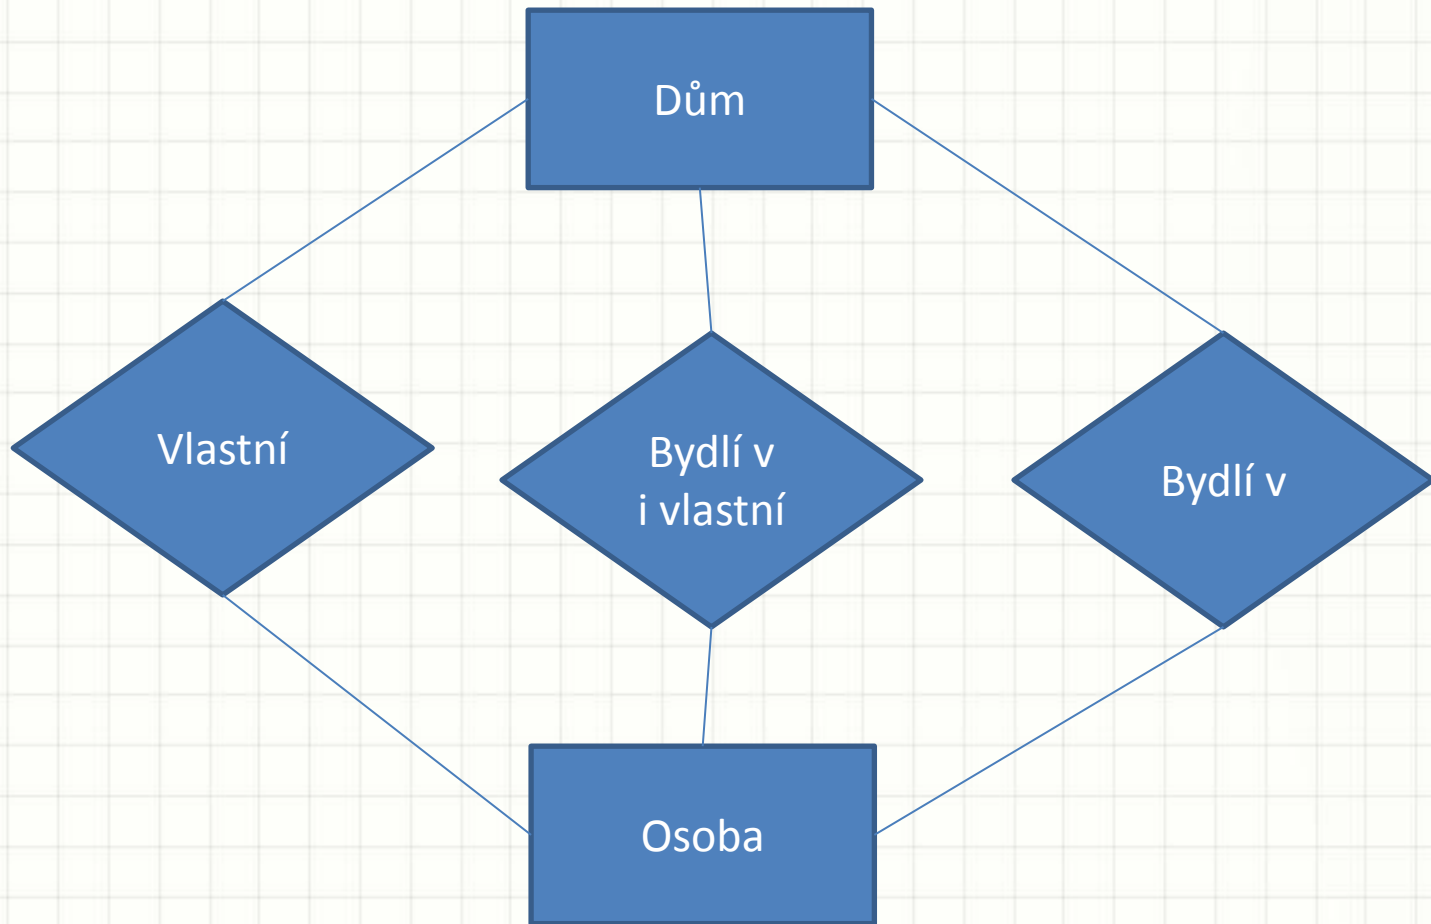 Dům
Vlastní
Bydlí v
i vlastní
Bydlí v
Osoba